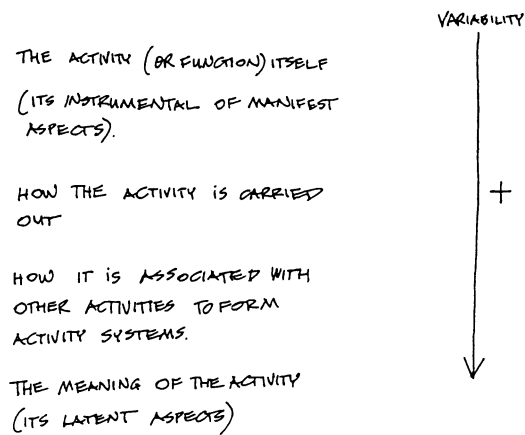 VARIABILITY
THE ACTIVITY (OR FUNCTION) ITSELF
(ITS INSTRUMENTAL OF MANIFEST
ASPECTS).
HOW THE ACTIVITY IS CARRIED
OUT
+
HOW IT IS ASSOCIATED WITH
OTHER ACTIVITIES TO FORM
ACTIVITY SYSTEMS.
THE MEANING OF THE ACTIVITY
(ITS LATENT ASPECTS)